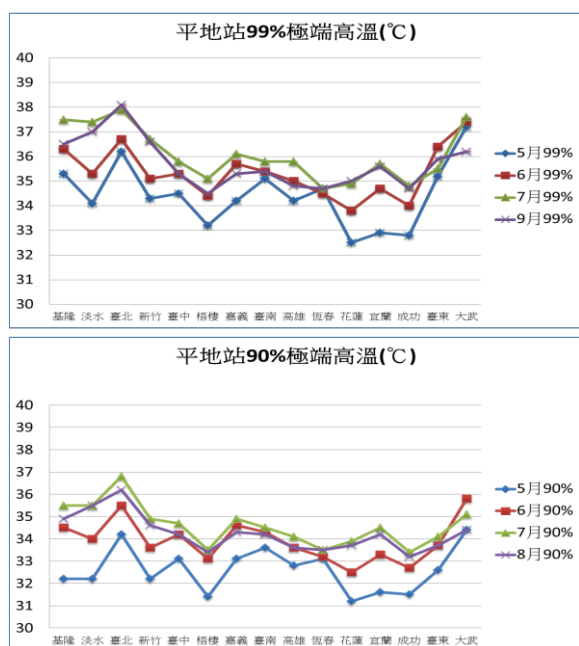 平地站99%極端高溫(℃)
40
39
38
37
36
35
34
33
32
31
30
基隆 淡水 臺北 新竹 臺中 梧棲 嘉義 臺南 高雄 恆春 花蓮 宜蘭 成功 臺東 大武
5月99%
6月99%
7月99%
9月99%
平地站90%極端高溫(℃)
40
39
38
37
36
35
34
33
32
31
30
基隆 淡水 臺北 新竹 臺中 梧棲 嘉義 臺南 高雄 恆春 花蓮 宜蘭 成功 臺東 大武
5月90%
6月90%
7月90%
8月90%